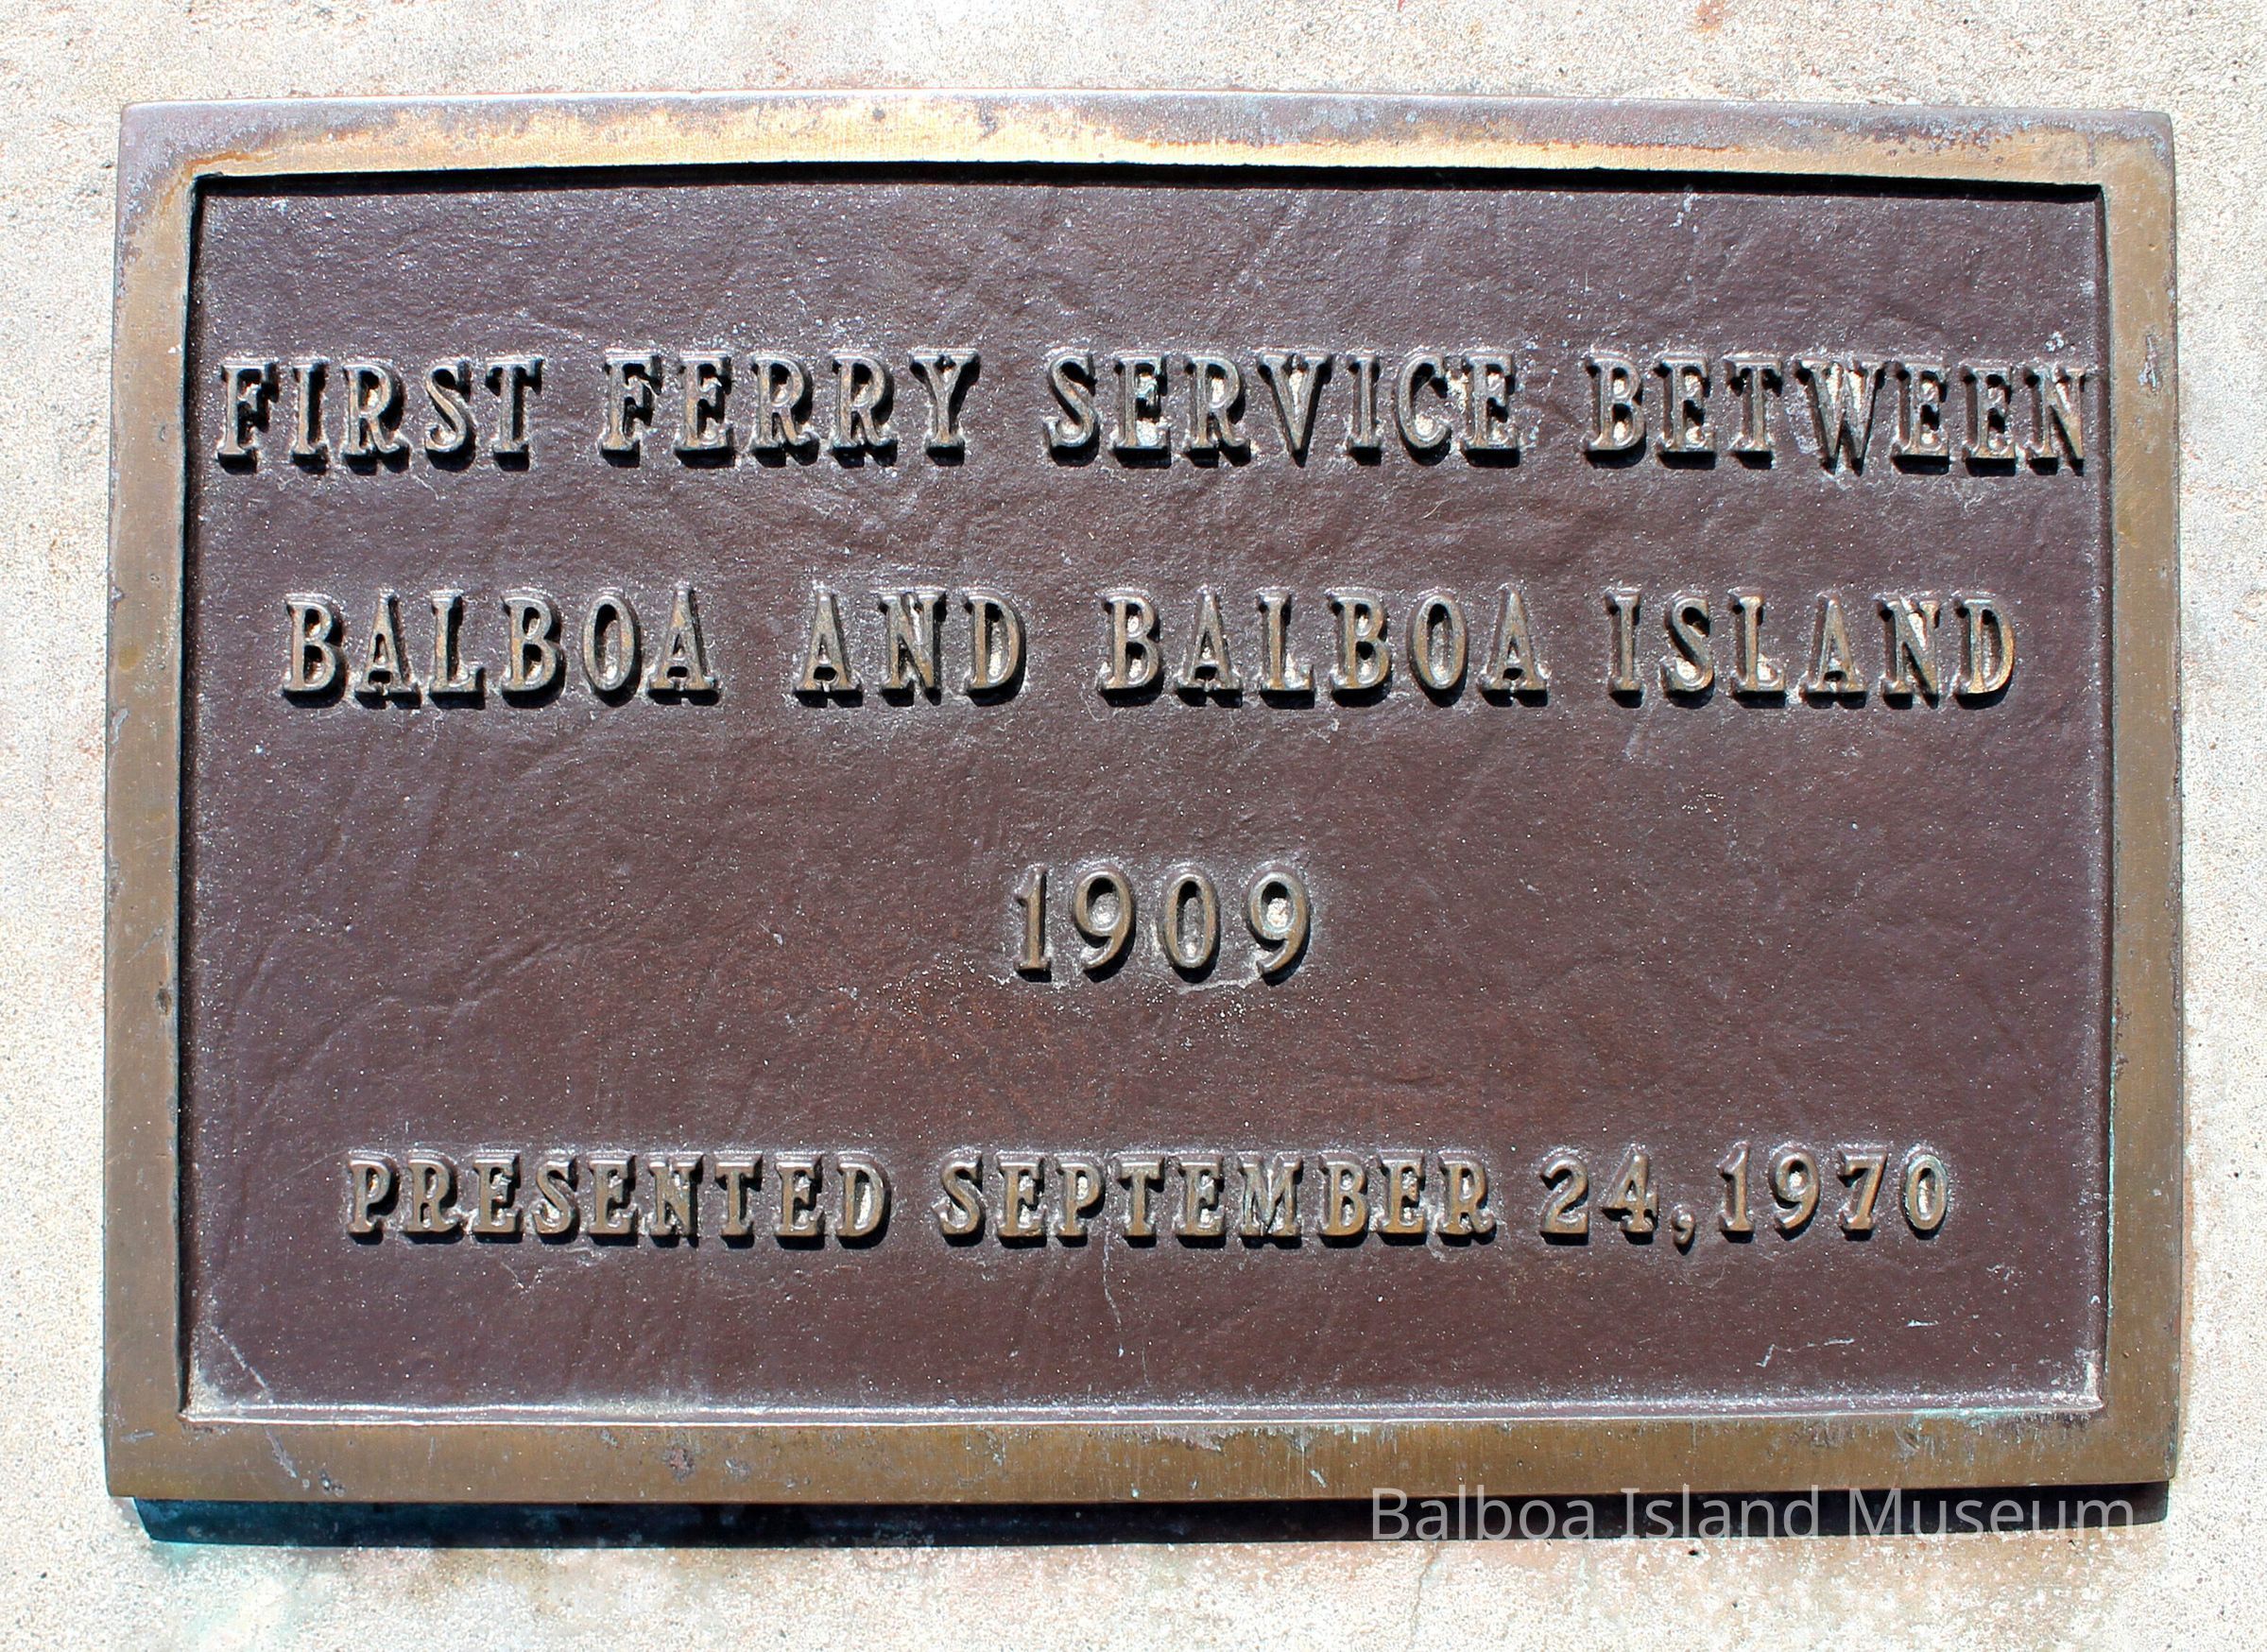 FIRST FERRY SERVICE BETWEEN
BALBOA AND BALBOA ISLAND
1909
PRESENTED SEPTEMBER 24,1970
Balboa Island Museum